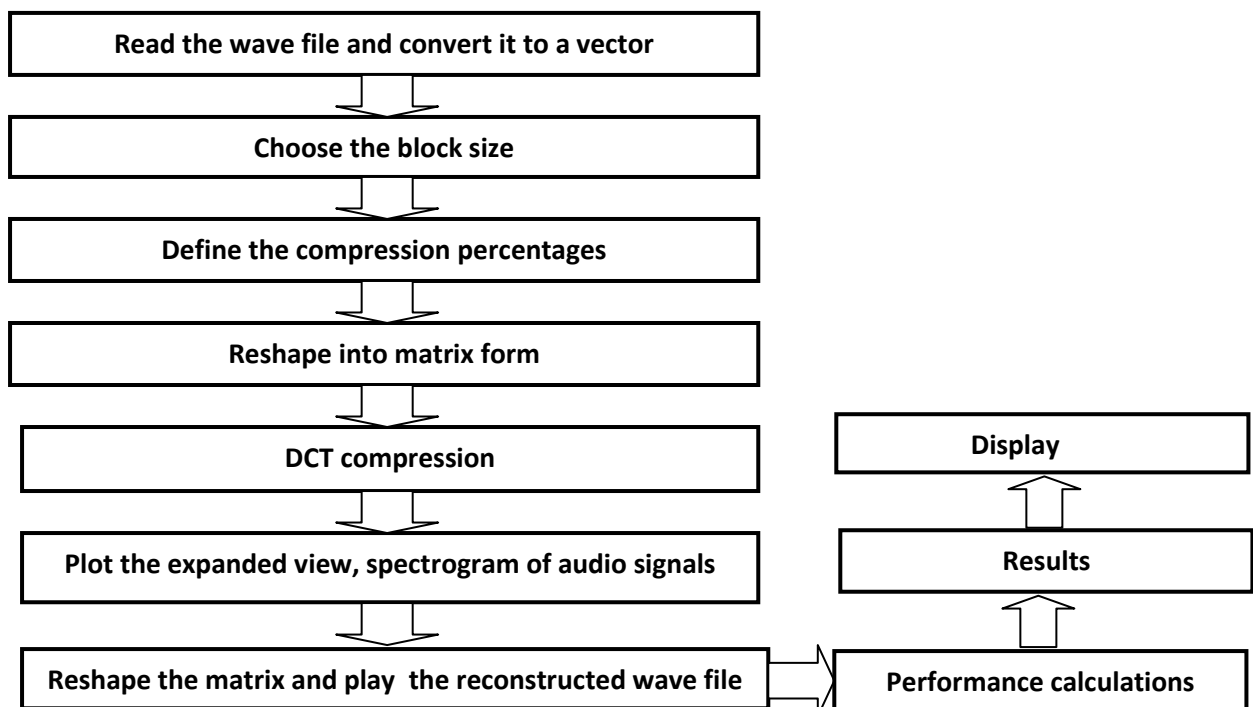 Read the wave file and convert it to a vector
Choose the block size
Define the compression percentages
Reshape into matrix form
DCT compression
Plot the expanded view, spectrogram of audio signals
Reshape the matrix and play  the reconstructed wave file
Performance calculations
Results
Display